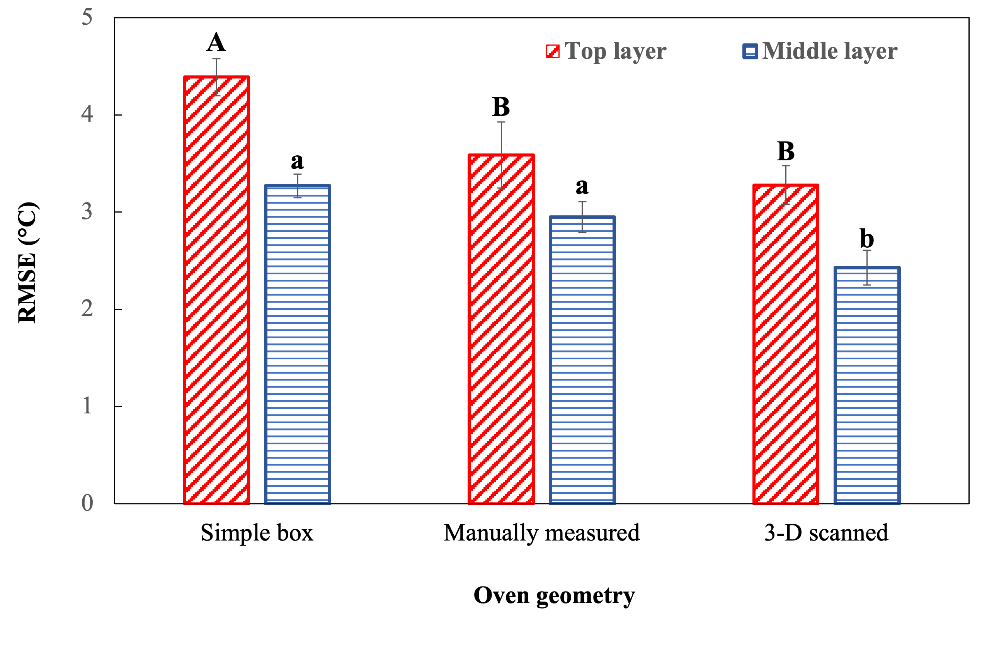 5
4
3
2
1
0
RMSE (°C)
Top layer
Middle layer
A
a
B
a
B
b
Simple box
Manually measured
3-D scanned
Oven geometry